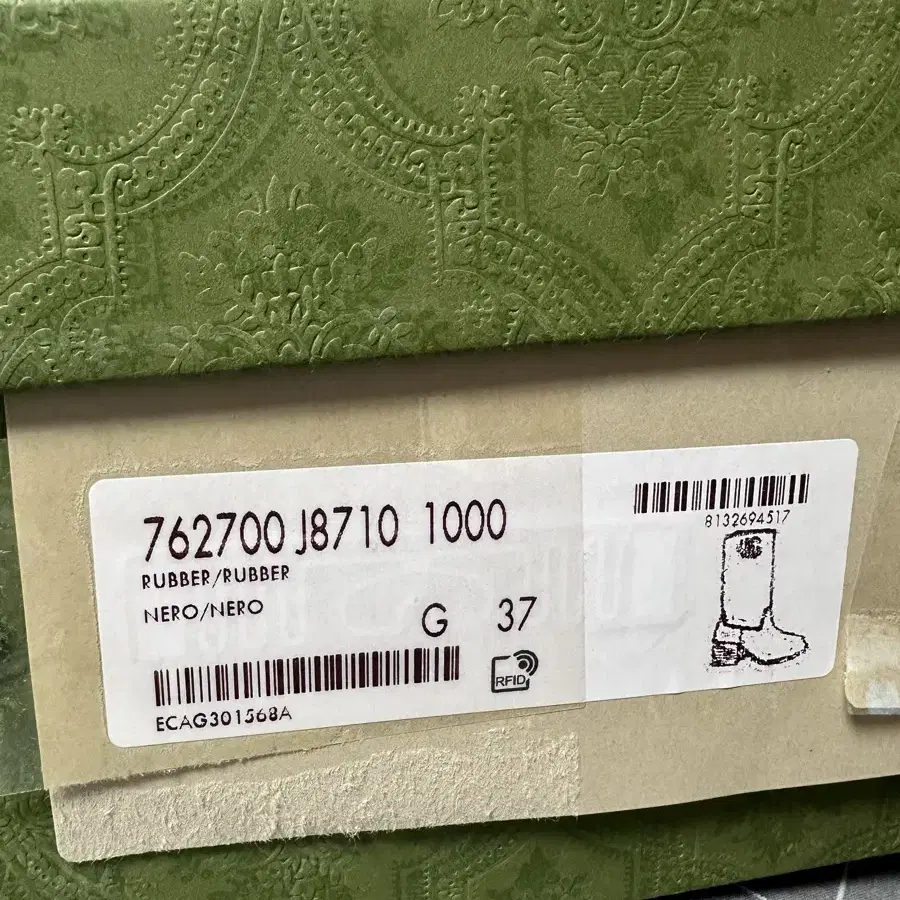 762700 J8710 1000
RUBBER/RUBBER
NERO/NERO
G 37
RFID
ECAG301568A
8132694517